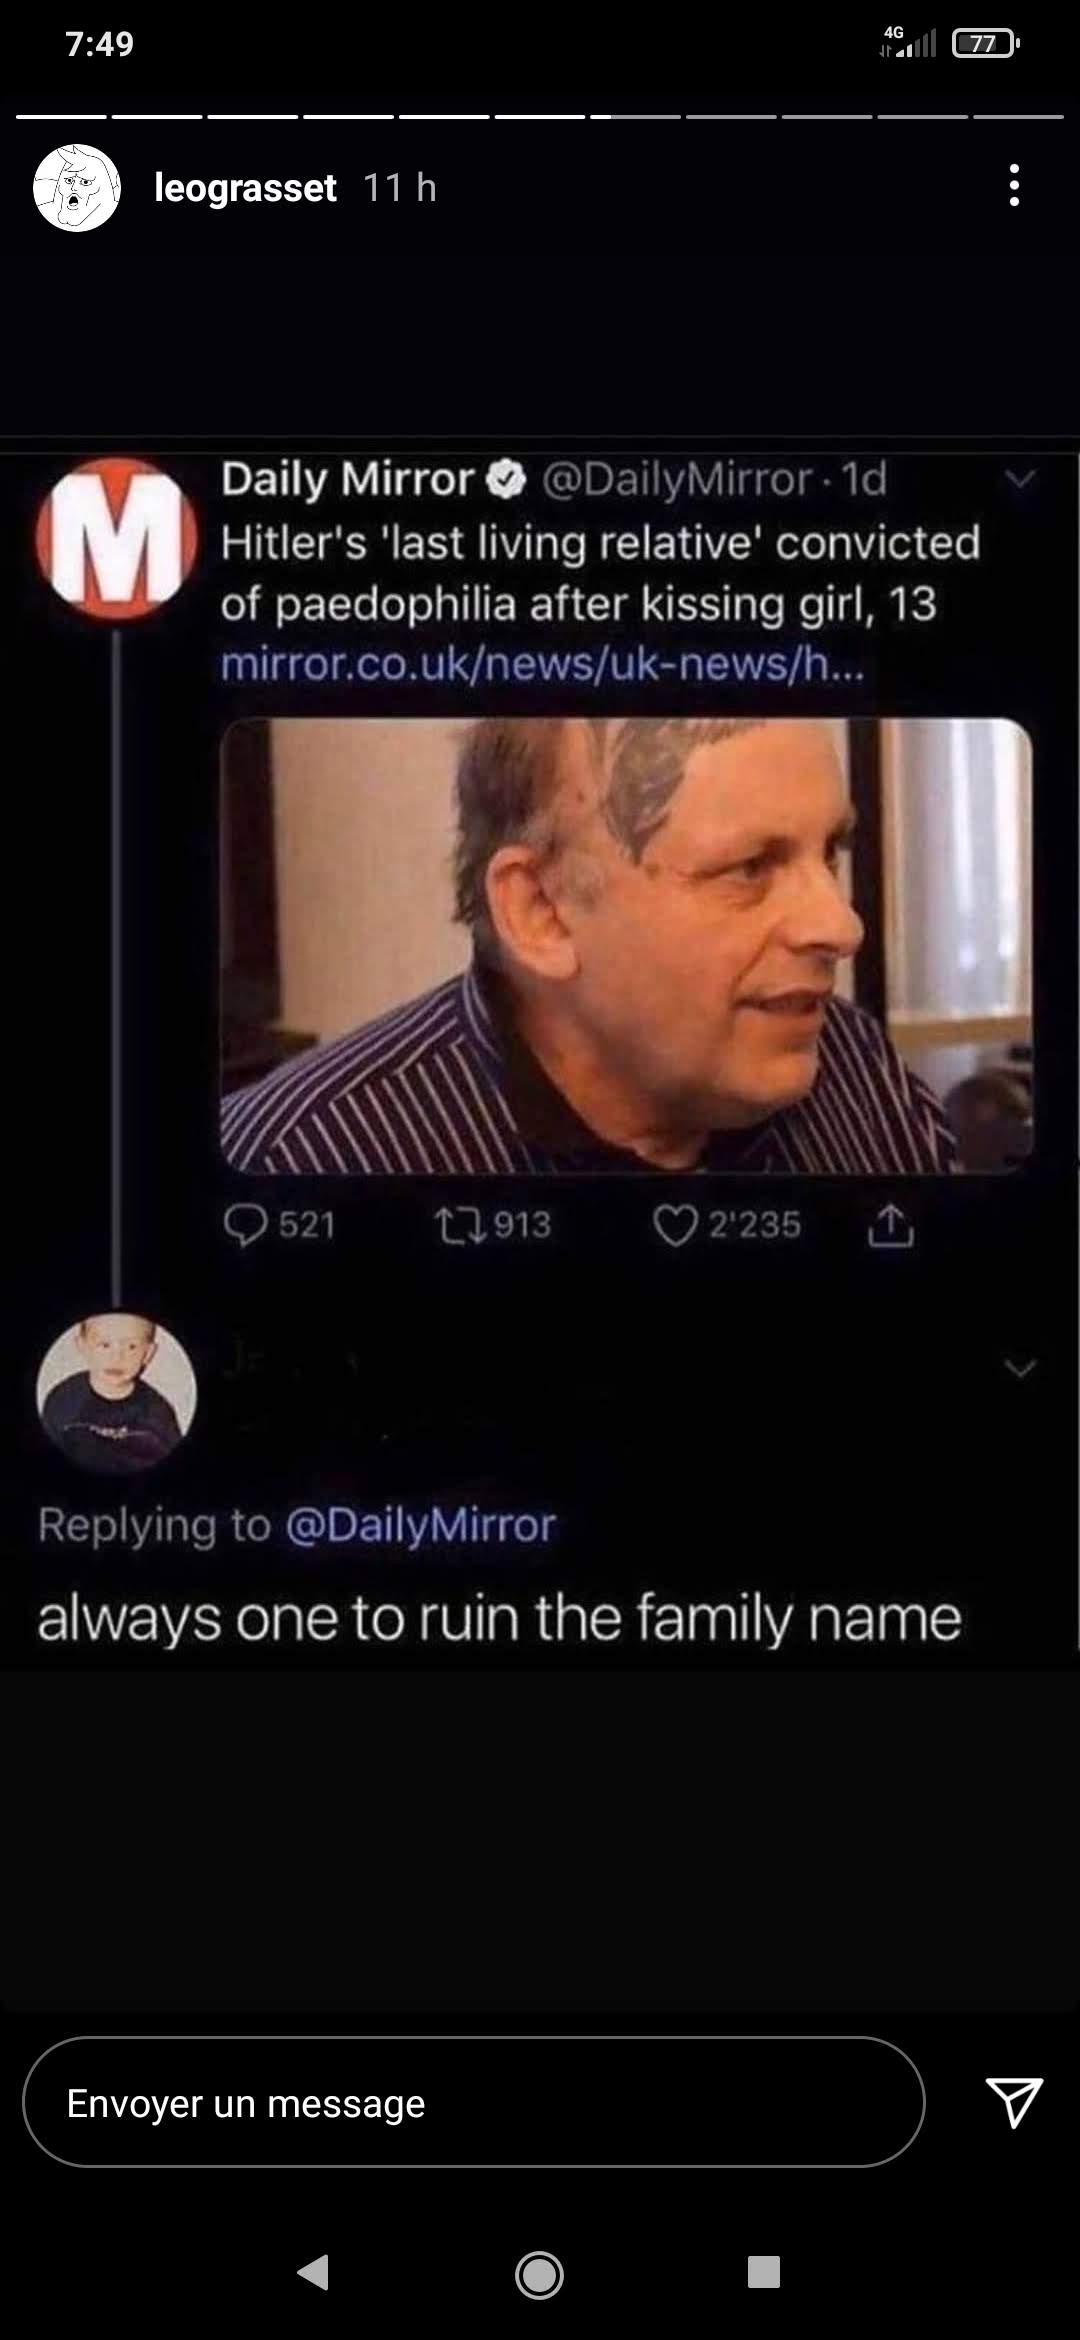 7:49
4G
77
leograsset 11 h
M
Daily Mirror @DailyMirror · 1d
Hitler's 'last living relative' convicted
of paedophilia after kissing girl, 13
mirror.co.uk/news/uk-news/h...
521 913 2'235
Replying to @DailyMirror
always one to ruin the family name
Envoyer un message